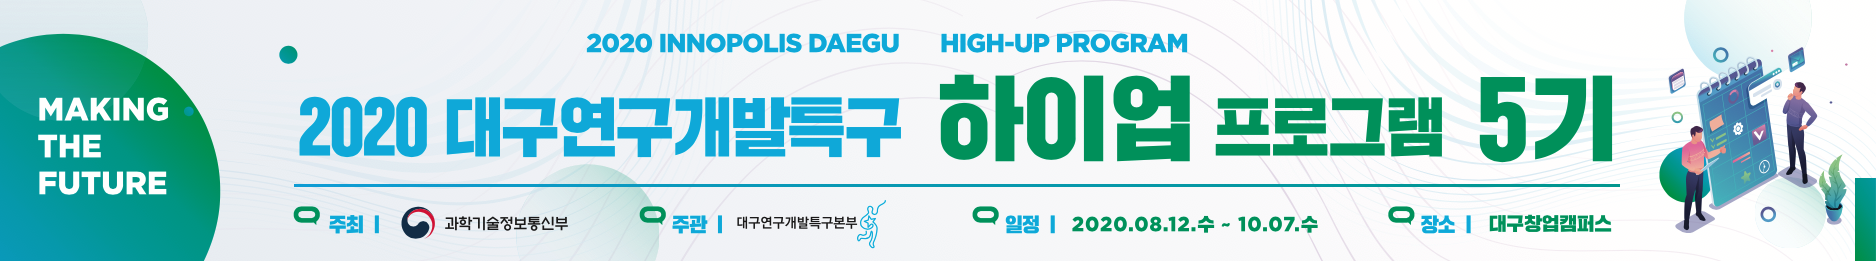 MAKING
THE
FUTURE
2020 INNOPOLIS DAEGU HIGH-UP PROGRAM
2020 대구연구개발특구 하이업 프로그램 5기
주최 | 과학기술정보통신부 주관 | 대구연구개발특구본부 일정 | 2020.08.12.수 ~ 10.07.수 장소 | 대구창업캠퍼스